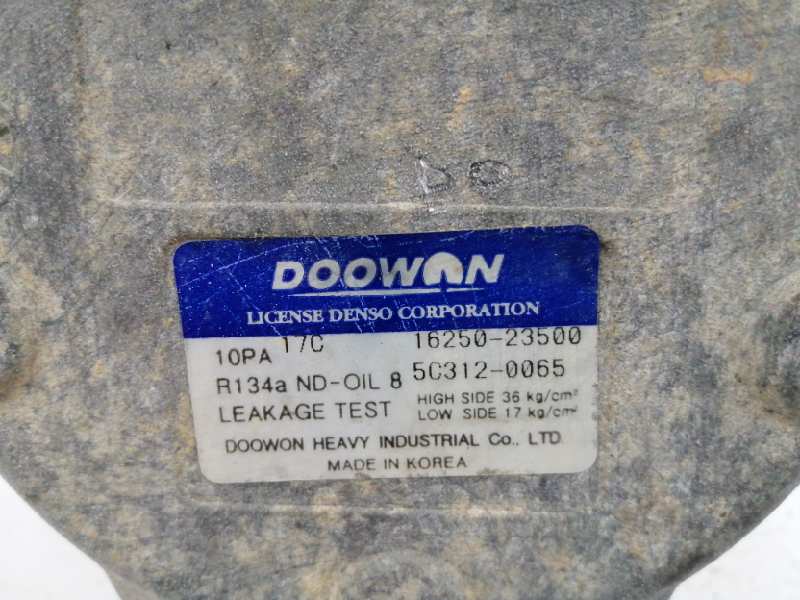 DOOWON
LICENSE DENSO CORPORATION
10PA 17C 16250-23500
R134a ND-OIL 8 5C312-0065
LEAKAGE TEST HIGH SIDE 36 kg/cm²
LOW SIDE 17 kg/cm²
DOOWON HEAVY INDUSTRIAL Co., LTD
MADE IN KOREA